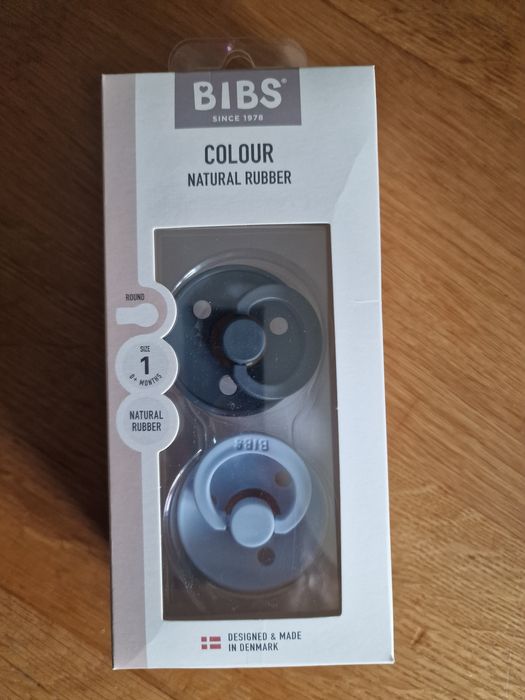 BIBS®
SINCE 1978
COLOUR
NATURAL RUBBER
ROUND
SIZE
1
0+ MONTHS
NATURAL
RUBBER
BIBS
DESIGNED & MADE
IN DENMARK